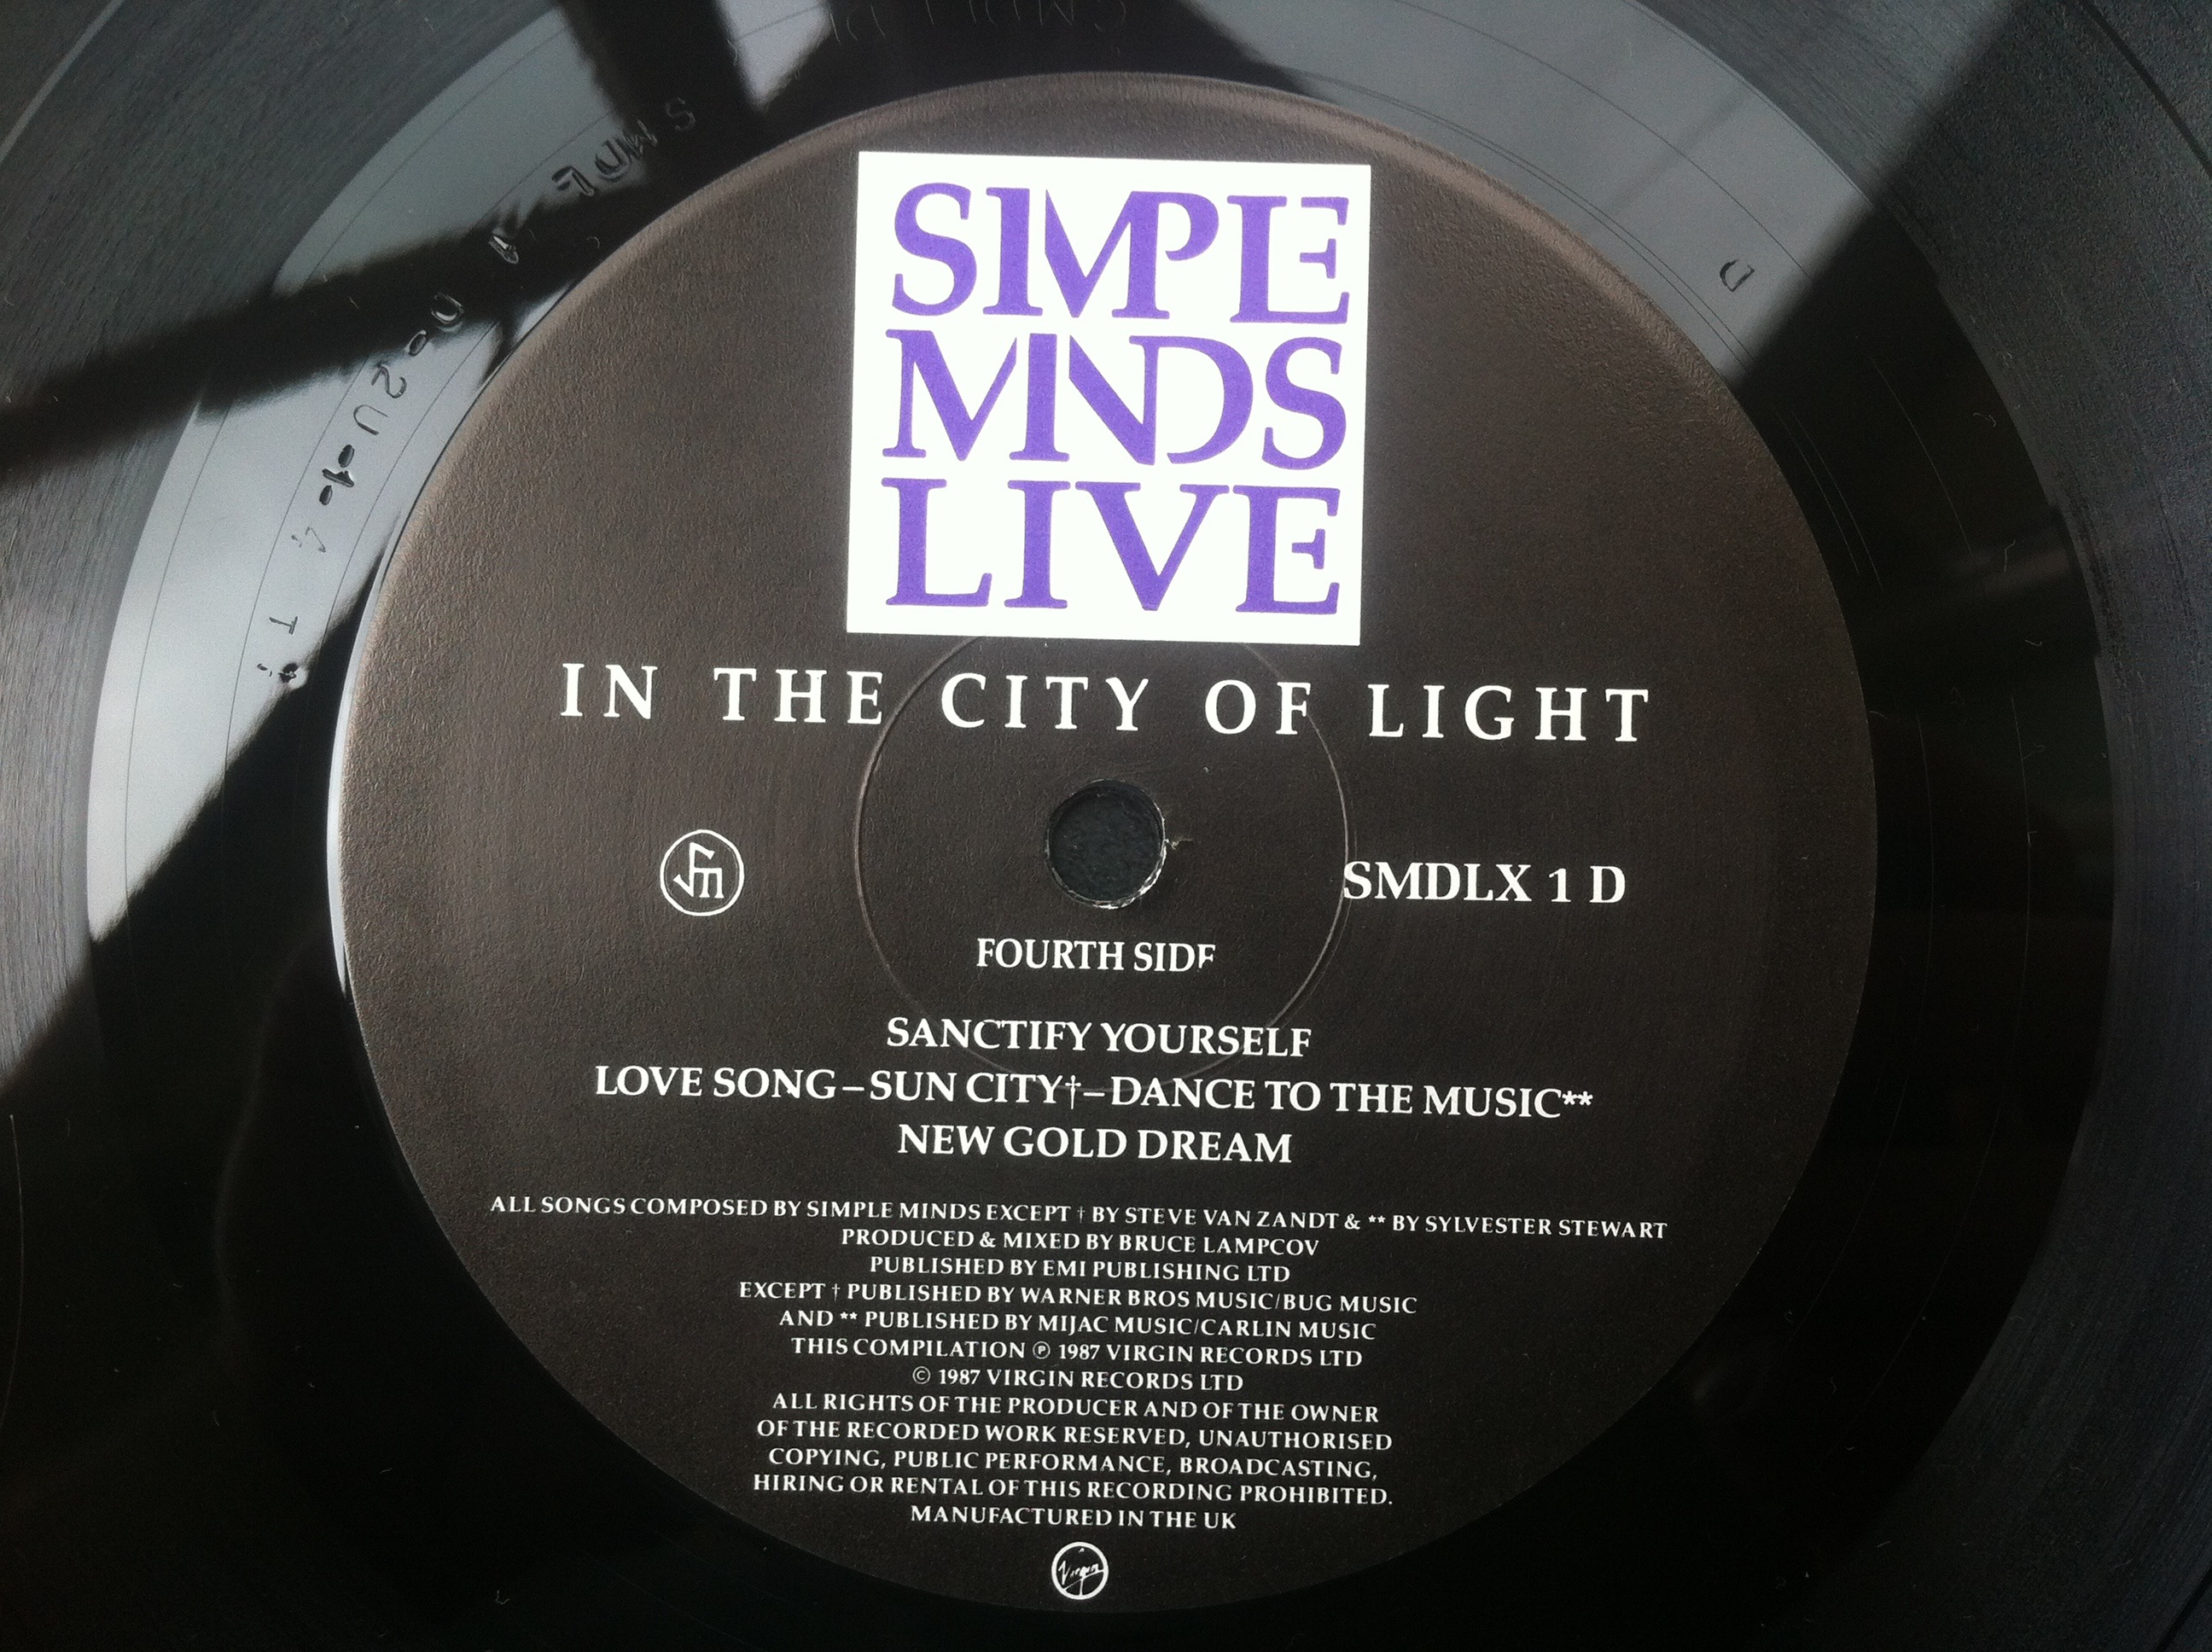 SIMPLE
MINDS
LIVE
IN THE CITY OF LIGHT
SMDLX 1 D
FOURTH SIDE
SANCTIFY YOURSELF
LOVE SONG–SUN CITY†–DANCE TO THE MUSIC**
NEW GOLD DREAM
ALL SONGS COMPOSED BY SIMPLE MINDS EXCEPT † BY STEVE VAN ZANDT & ** BY SYLVESTER STEWART
PRODUCED & MIXED BY BRUCE LAMPCOV
PUBLISHED BY EMI PUBLISHING LTD
EXCEPT † PUBLISHED BY WARNER BROS MUSIC/BUG MUSIC
AND ** PUBLISHED BY MIJAC MUSIC/CARLIN MUSIC
THIS COMPILATION ℗ 1987 VIRGIN RECORDS LTD
© 1987 VIRGIN RECORDS LTD
ALL RIGHTS OF THE PRODUCER AND OF THE OWNER
OF THE RECORDED WORK RESERVED, UNAUTHORISED
COPYING, PUBLIC PERFORMANCE, BROADCASTING,
HIRING OR RENTAL OF THIS RECORDING PROHIBITED.
MANUFACTURED IN THE UK
Virgin
D